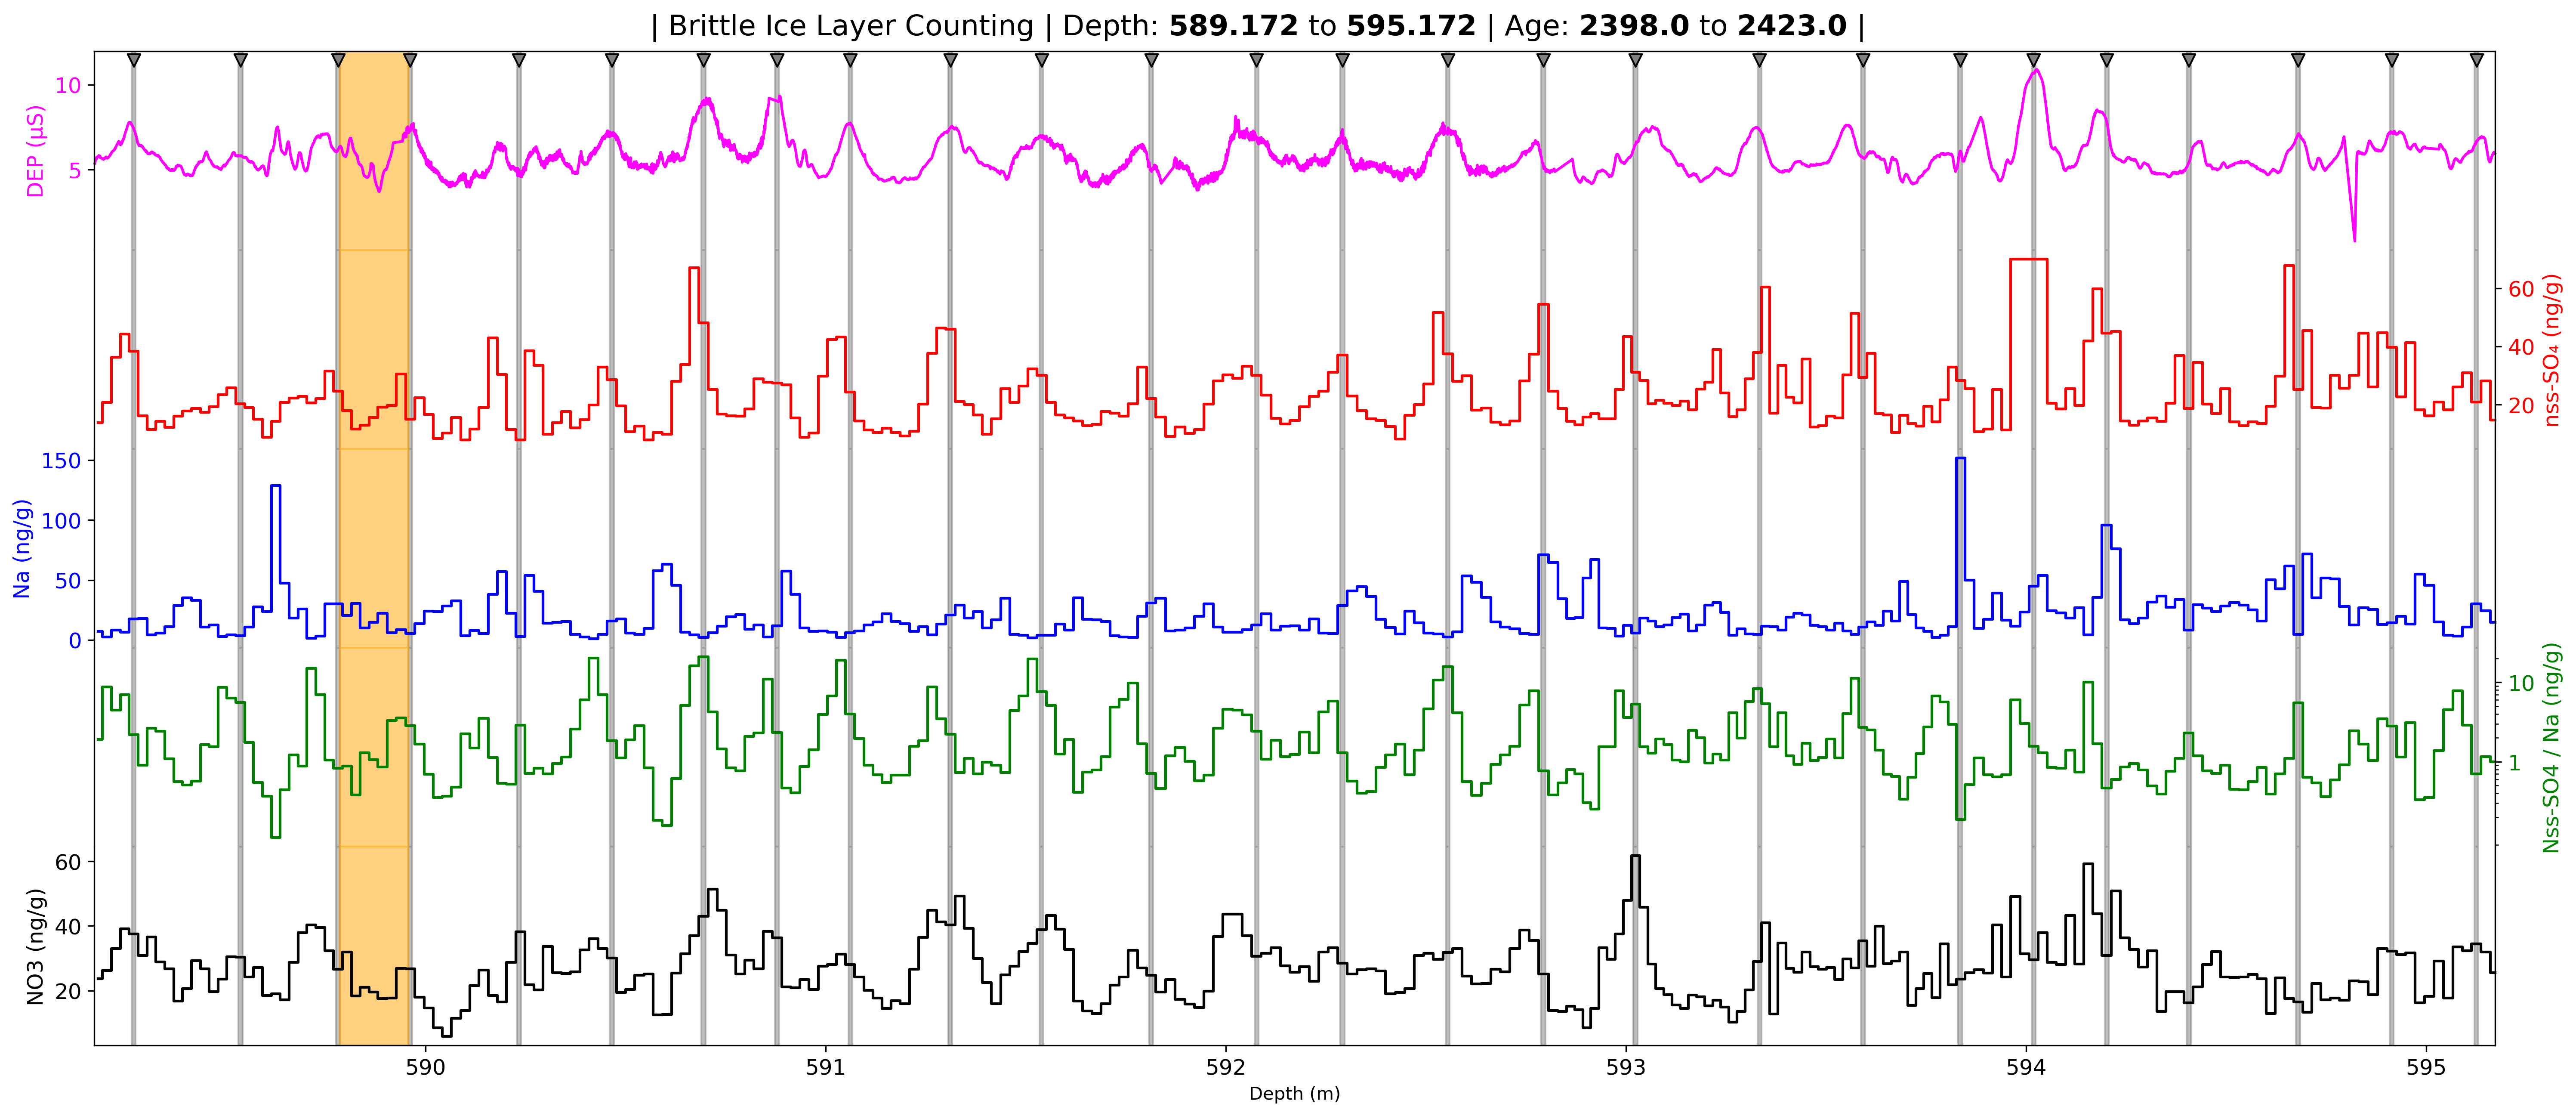 | Brittle Ice Layer Counting | Depth: 589.172 to 595.172 | Age: 2398.0 to 2423.0 |
10
5
DEP (µS)
60
40
20
nss-SO₄ (ng/g)
150
100
50
0
Na (ng/g)
10
1
Nss-SO4 / Na (ng/g)
60
40
20
NO3 (ng/g)
590
591
592
593
594
595
Depth (m)